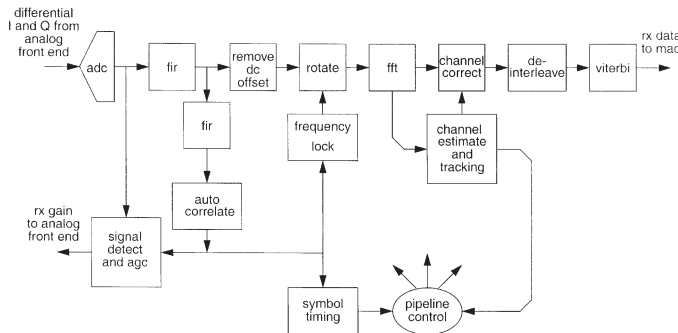 differential
I and Q from
analog
front end
adc
fir
remove
dc
offset
rotate
fft
channel
correct
de-
interleave
viterbi
rx data
to mac
fir
frequency
lock
channel
estimate
and
tracking
auto
correlate
rx gain
to analog
front end
signal
detect
and agc
symbol
timing
pipeline
control